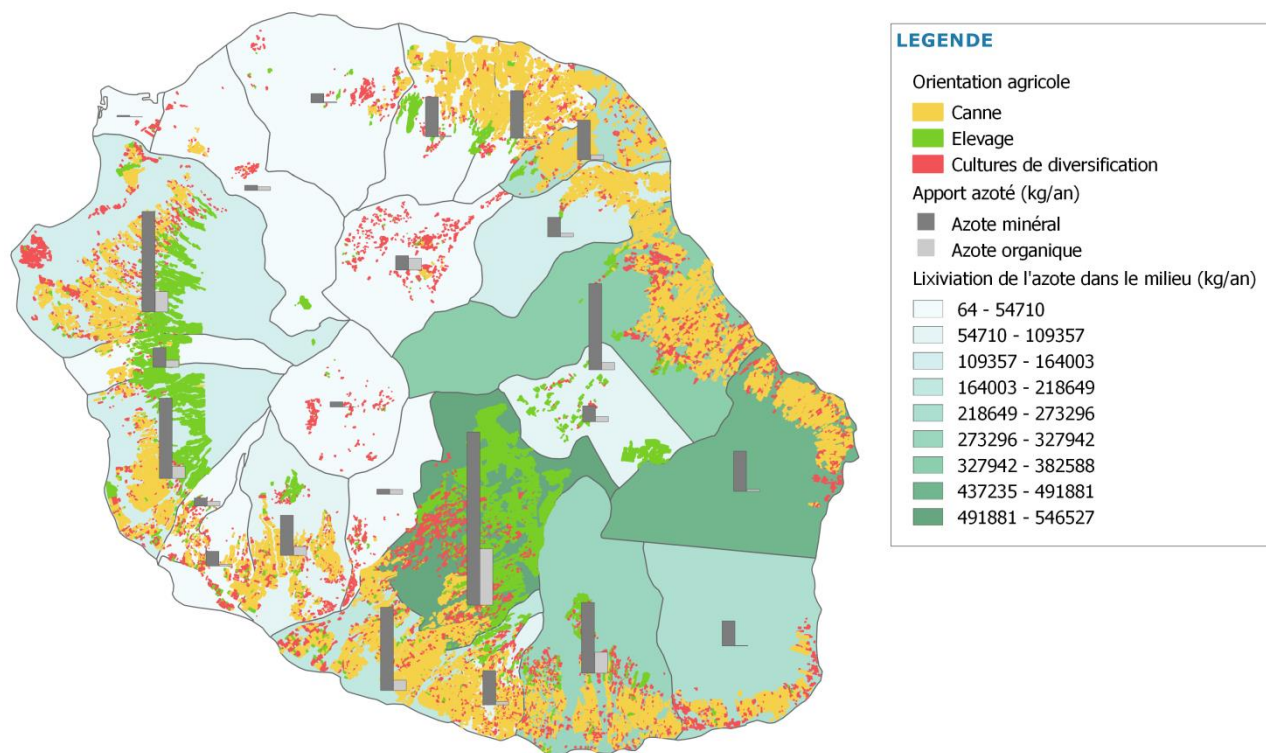 LEGENDE
Orientation agricole
Canne
Elevage
Cultures de diversification
Apport azoté (kg/an)
Azote minéral
Azote organique
Lixiviation de l'azote dans le milieu (kg/an)
64 - 54710
54710 - 109357
109357 - 164003
164003 - 218649
218649 - 273296
273296 - 327942
327942 - 382588
437235 - 491881
491881 - 546527